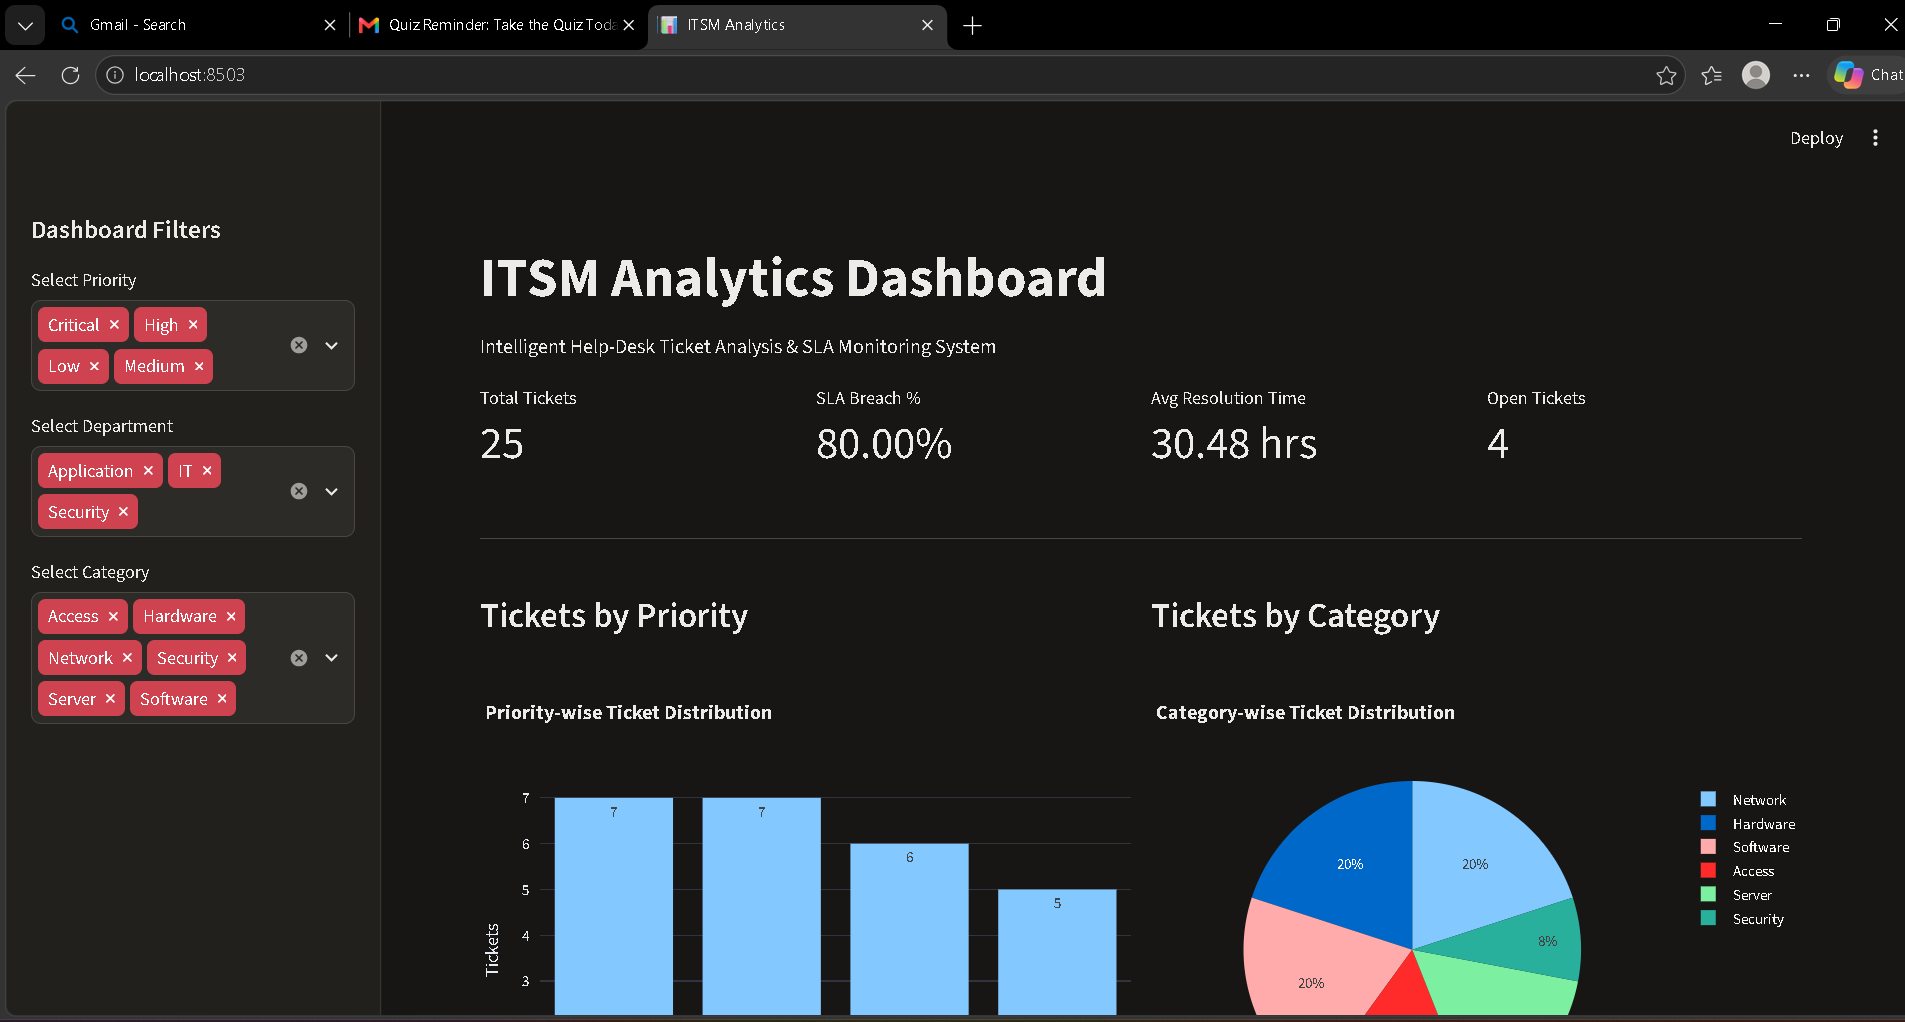 Gmail - Search
Quiz Reminder: Take the Quiz Toda
ITSM Analytics
localhost:8503
Chat
Deploy
Dashboard Filters
Select Priority
Critical
High
Low
Medium
Select Department
Application
IT
Security
Select Category
Access
Hardware
Network
Security
Server
Software
ITSM Analytics Dashboard
Intelligent Help-Desk Ticket Analysis & SLA Monitoring System
Total Tickets
25
SLA Breach %
80.00%
Avg Resolution Time
30.48 hrs
Open Tickets
4
Tickets by Priority
Priority-wise Ticket Distribution
7
6
5
4
3
Tickets
7
7
6
5
Tickets by Category
Category-wise Ticket Distribution
20%
20%
8%
20%
Network
Hardware
Software
Access
Server
Security